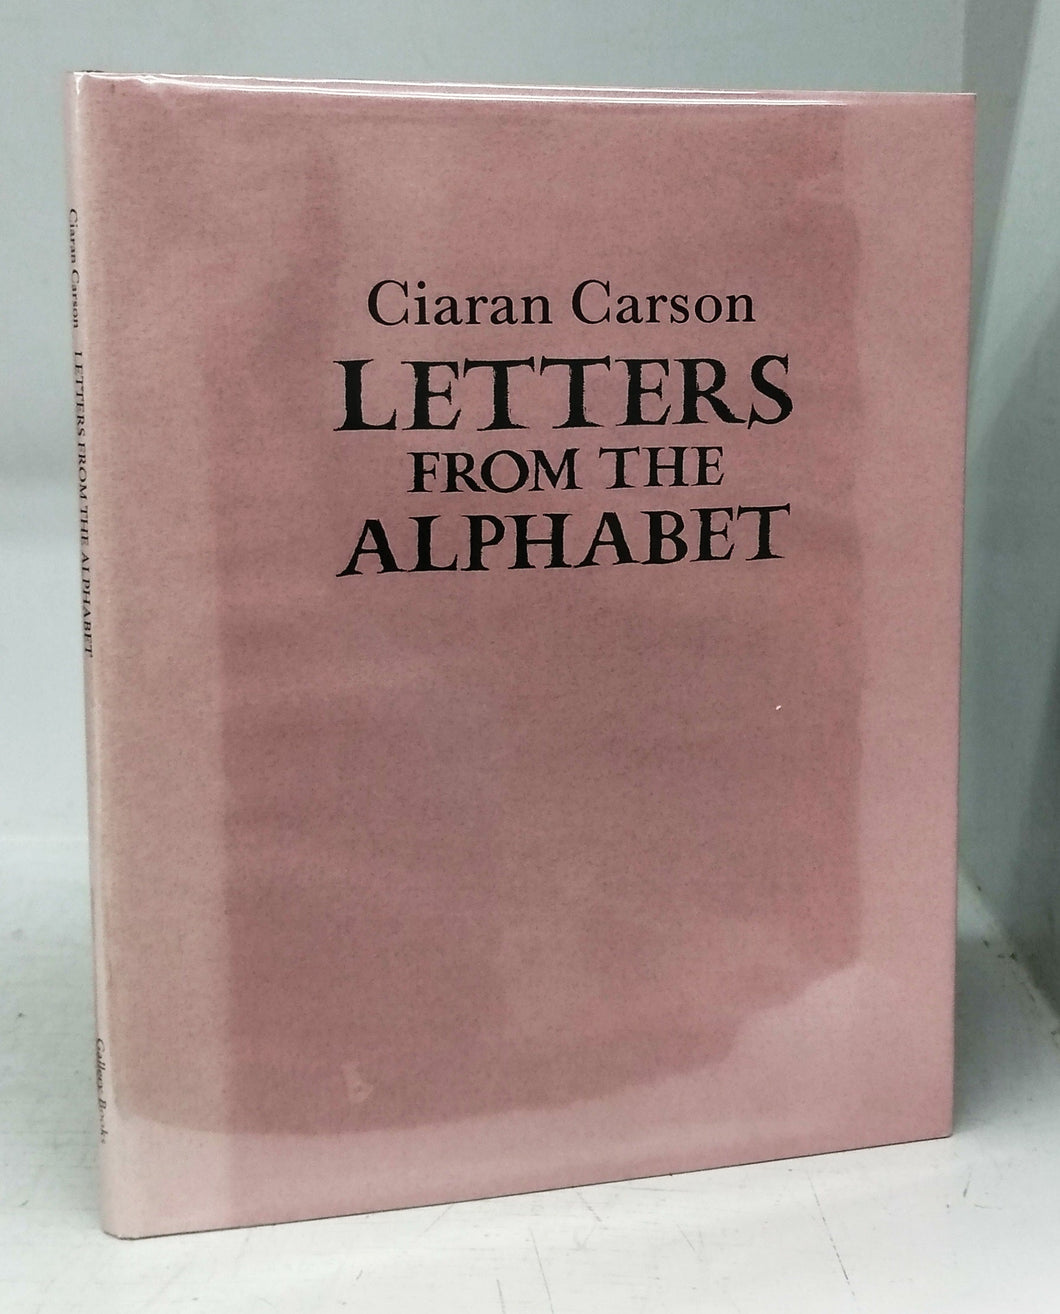 Ciaran Carson
LETTERS
FROM THE
ALPHABET
Ciaran Carson LETTERS FROM THE ALPHABET
Gallery Books